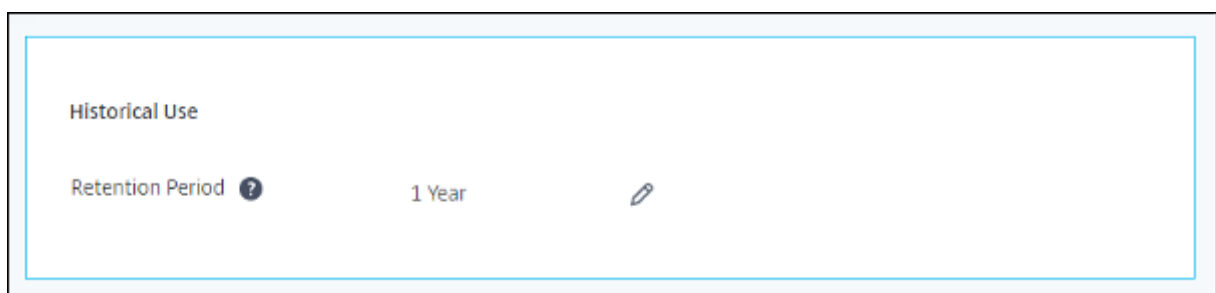 Historical Use
Retention Period ? 1 Year